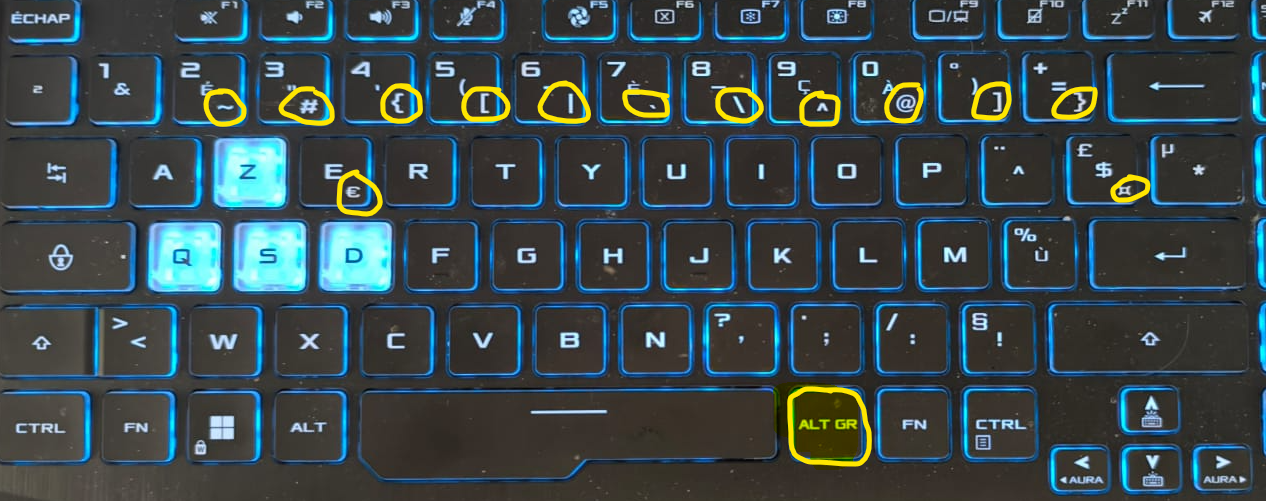 ÉCHAP F1 F2 F3 F4 F5 F6 F7 F8 F9 F10 Zz F11 F12
² 1 & 2 É ~ 3 " # 4 ' { 5 ( [ 6 - | 7 È ` 8 _ \ 9 Ç ^ 0 À @ ° ) ] + = }
A Z E € R T Y U I O P ¨ ^ £ $ ¤ µ *
Q S D F G H J K L M % ù
> < W X C V B N ? , . ; / : § !
CTRL FN W ALT ALT GR FN CTRL
< AURA > AURA